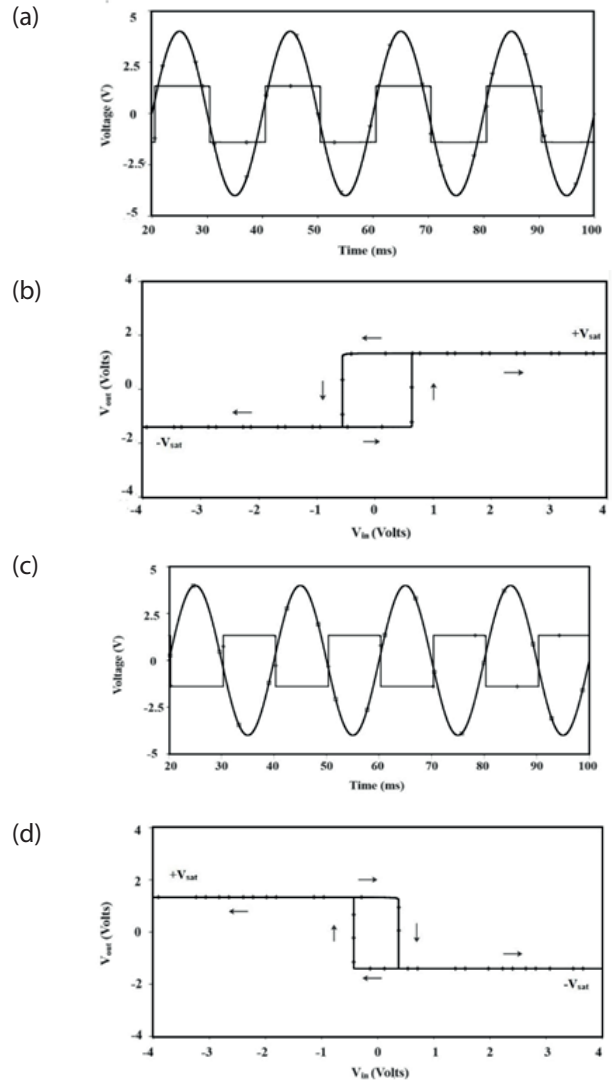 (a)
5
2.5
0
-2.5
-5
Voltage (V)
20 30 40 50 60 70 80 90 100
Time (ms)
(b)
4
2
0
-2
-4
Vout (Volts)
+Vsat
-Vsat
-4 -3 -2 -1 0 1 2 3 4
Vin (Volts)
(c)
5
2.5
0
-2.5
-5
Voltage (V)
20 30 40 50 60 70 80 90 100
Time (ms)
(d)
4
2
0
-2
-4
Vout (Volts)
+Vsat
-Vsat
-4 -3 -2 -1 0 1 2 3 4
Vin (Volts)